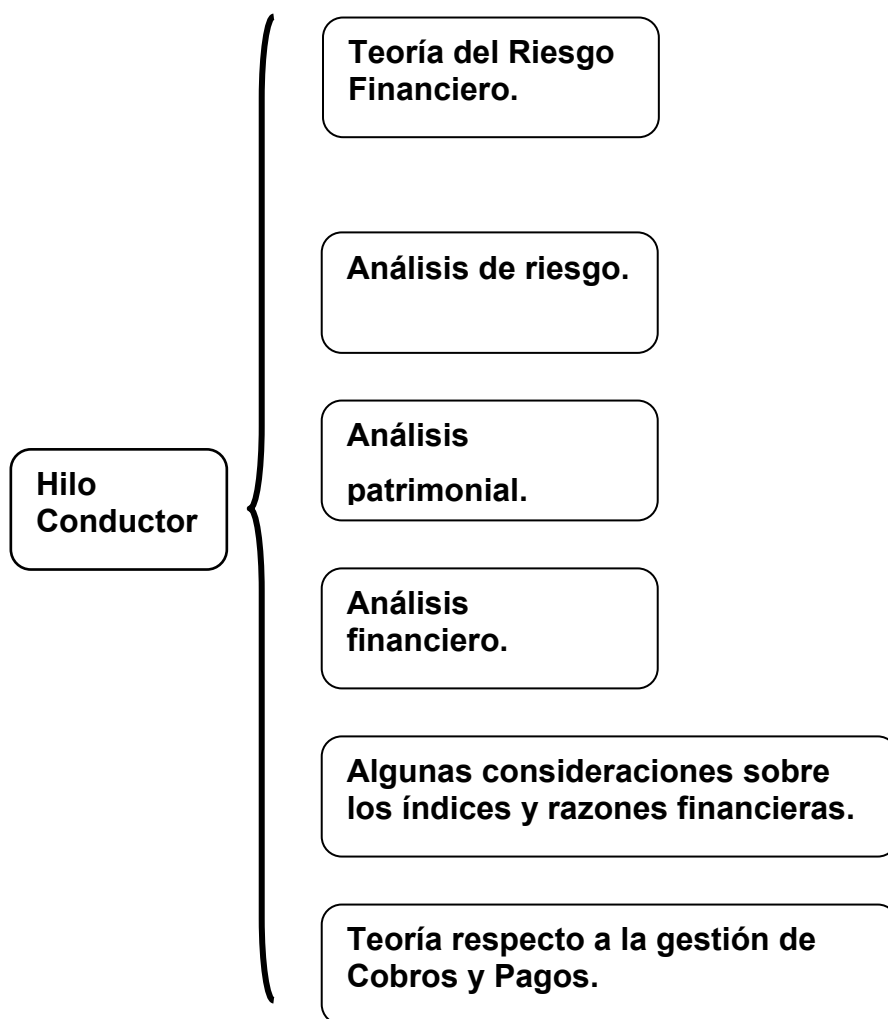 Teoría del Riesgo
Financiero.
Análisis de riesgo.
Análisis
patrimonial.
Hilo
Conductor
Análisis
financiero.
Algunas consideraciones sobre
los índices y razones financieras.
Teoría respecto a la gestión de
Cobros y Pagos.